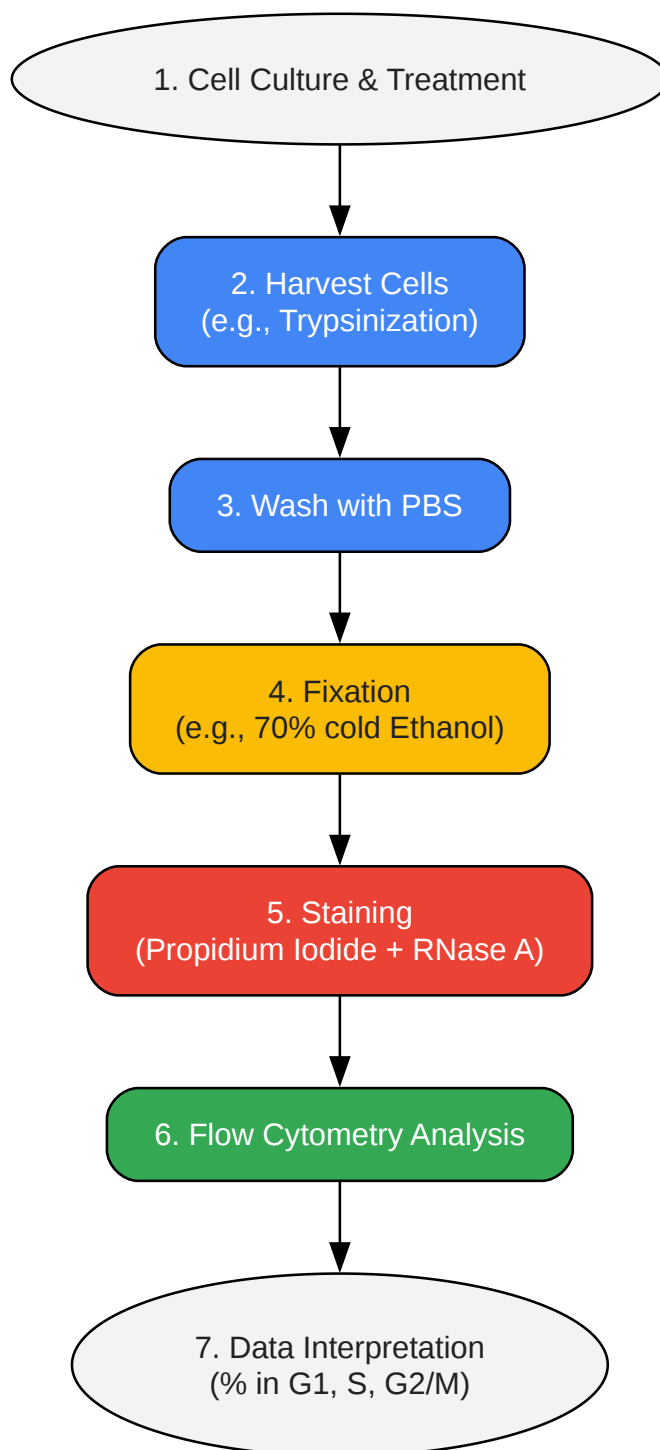 1. Cell Culture & Treatment
2. Harvest Cells
(e.g., Trypsinization)
3. Wash with PBS
4. Fixation
(e.g., 70% cold Ethanol)
5. Staining
(Propidium Iodide + RNase A)
6. Flow Cytometry Analysis
7. Data Interpretation
(% in G1, S, G2/M)